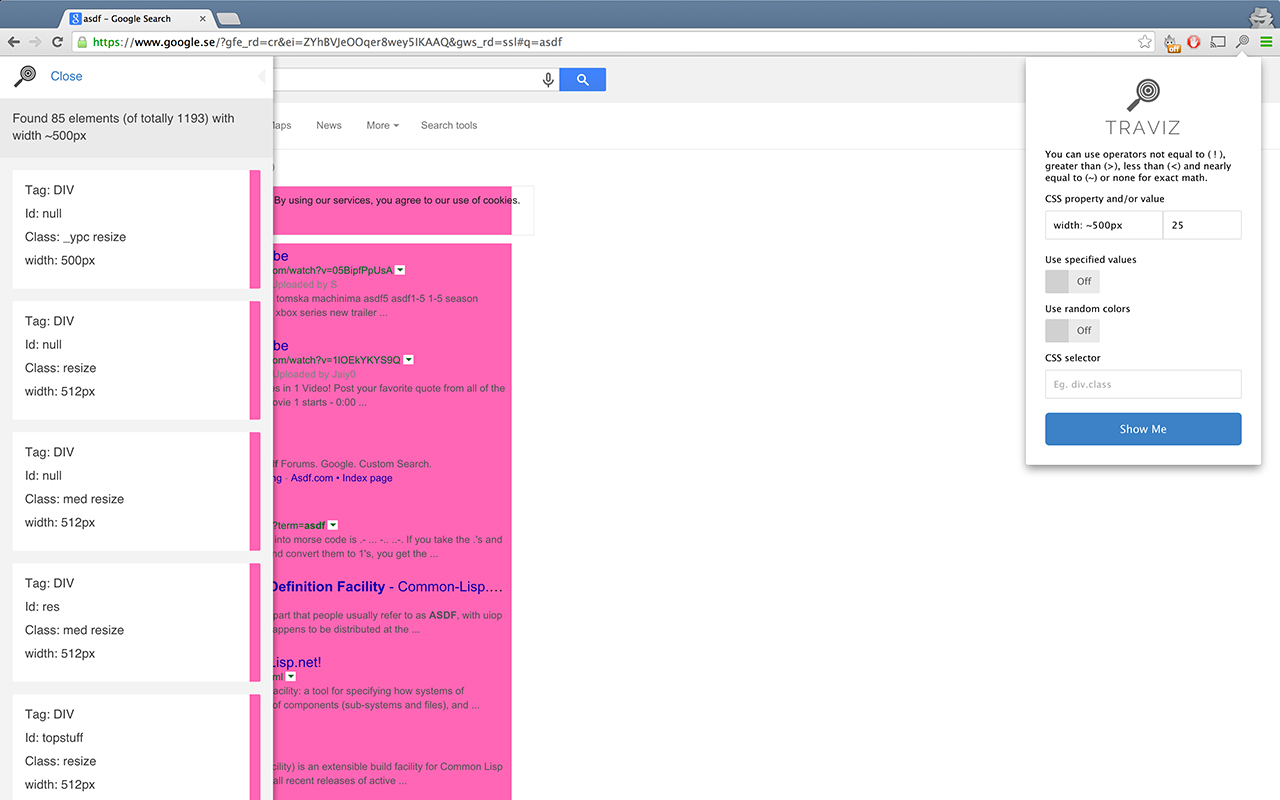 asdf - Google Search
https://www.google.se/?gfe_rd=cr&ei=ZYhBVJeOOqer8wey5IKAAQ&gws_rd=ssl#q=asdf
off
Close
Found 85 elements (of totally 1193) with
width ~500px
Tag: DIV
Id: null
Class: _ypc resize
width: 500px
Tag: DIV
Id: null
Class: resize
width: 512px
Tag: DIV
Id: null
Class: med resize
width: 512px
Tag: DIV
Id: res
Class: med resize
width: 512px
Tag: DIV
Id: topstuff
Class: resize
width: 512px
News More Search tools
By using our services, you agree to our use of cookies.
be
om/watch?v=05BipfPpUsA
Uploaded by S
tomska machinima asdf5 asdf1-5 1-5 season
xbox series new trailer ...
be
om/watch?v=1IOEkYKYS9Q
Uploaded by Jaly0
s in 1 Video! Post your favorite quote from all of the
ovie 1 starts - 0:00 ...
Forums. Google. Custom Search.
ng - Asdf.com • Index page
?term=asdf
into morse code is .- ... -.. ..-. If you take the .'s and
nd convert them to 1's, you get the ...
Definition Facility - Common-Lisp....
part that people usually refer to as ASDF, with uiop
appens to be distributed at the ...
Lisp.net!
ml
acility: a tool for specifying how systems of
of components (sub-systems and files), and ...
cility) is an extensible build facility for Common Lisp
all recent releases of active ...
TRAVIZ
You can use operators not equal to ( ! ),
greater than (>), less than (<) and nearly
equal to (~) or none for exact math.
CSS property and/or value
width: ~500px 25
Use specified values
Off
Use random colors
Off
CSS selector
Eg. div.class
Show Me